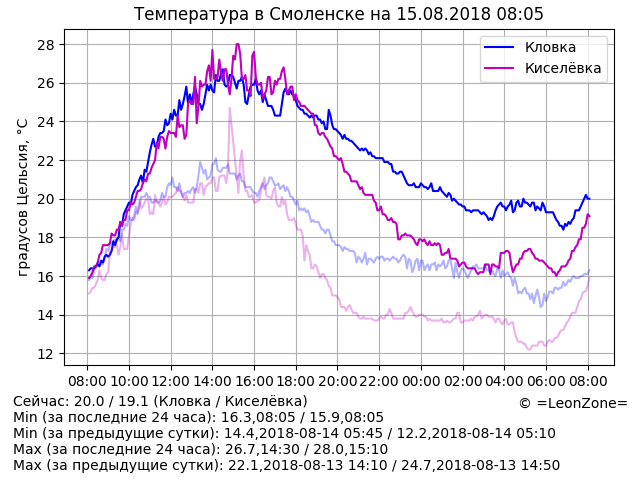 Температура в Смоленске на 15.08.2018 08:05
Кловка
Киселёвка
градусов Цельсия, °C
28
26
24
22
20
18
16
14
12
08:00 10:00 12:00 14:00 16:00 18:00 20:00 22:00 00:00 02:00 04:00 06:00 08:00
Сейчас: 20.0 / 19.1 (Кловка / Киселёвка)
© =LeonZone=
Min (за последние 24 часа): 16.3,08:05 / 15.9,08:05
Min (за предыдущие сутки): 14.4,2018-08-14 05:45 / 12.2,2018-08-14 05:10
Max (за последние 24 часа): 26.7,14:30 / 28.0,15:10
Max (за предыдущие сутки): 22.1,2018-08-13 14:10 / 24.7,2018-08-13 14:50